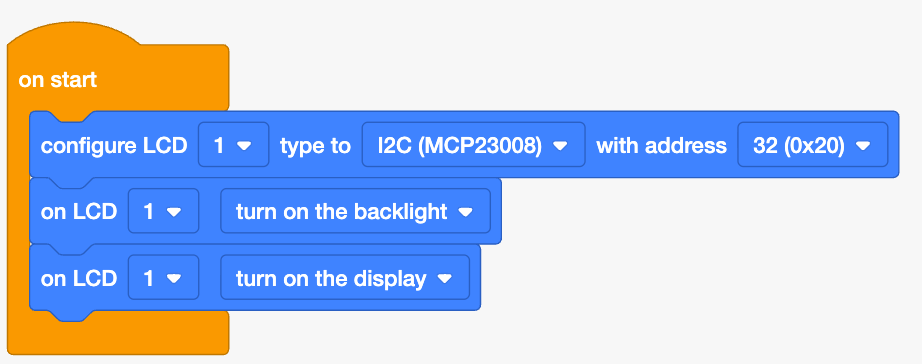 on start
configure LCD 1 type to I2C (MCP23008) with address 32 (0x20)
on LCD 1 turn on the backlight
on LCD 1 turn on the display